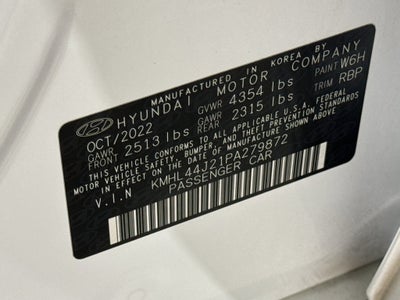 MANUFACTURED IN KOREA BY
HYUNDAI MOTOR COMPANY
OCT/2022 GVWR 4354 lbs PAINT W6H
GAWR FRONT 2513 lbs GAWR REAR 2315 lbs TRIM RBP
THIS VEHICLE CONFORMS TO ALL APPLICABLE U.S.A. FEDERAL
MOTOR VEHICLE SAFETY, BUMPER, AND THEFT PREVENTION STANDARDS
IN EFFECT ON THE DATE OF MANUFACTURE SHOWN ABOVE.
V.I.N KMHL44J21PA279872
PASSENGER CAR